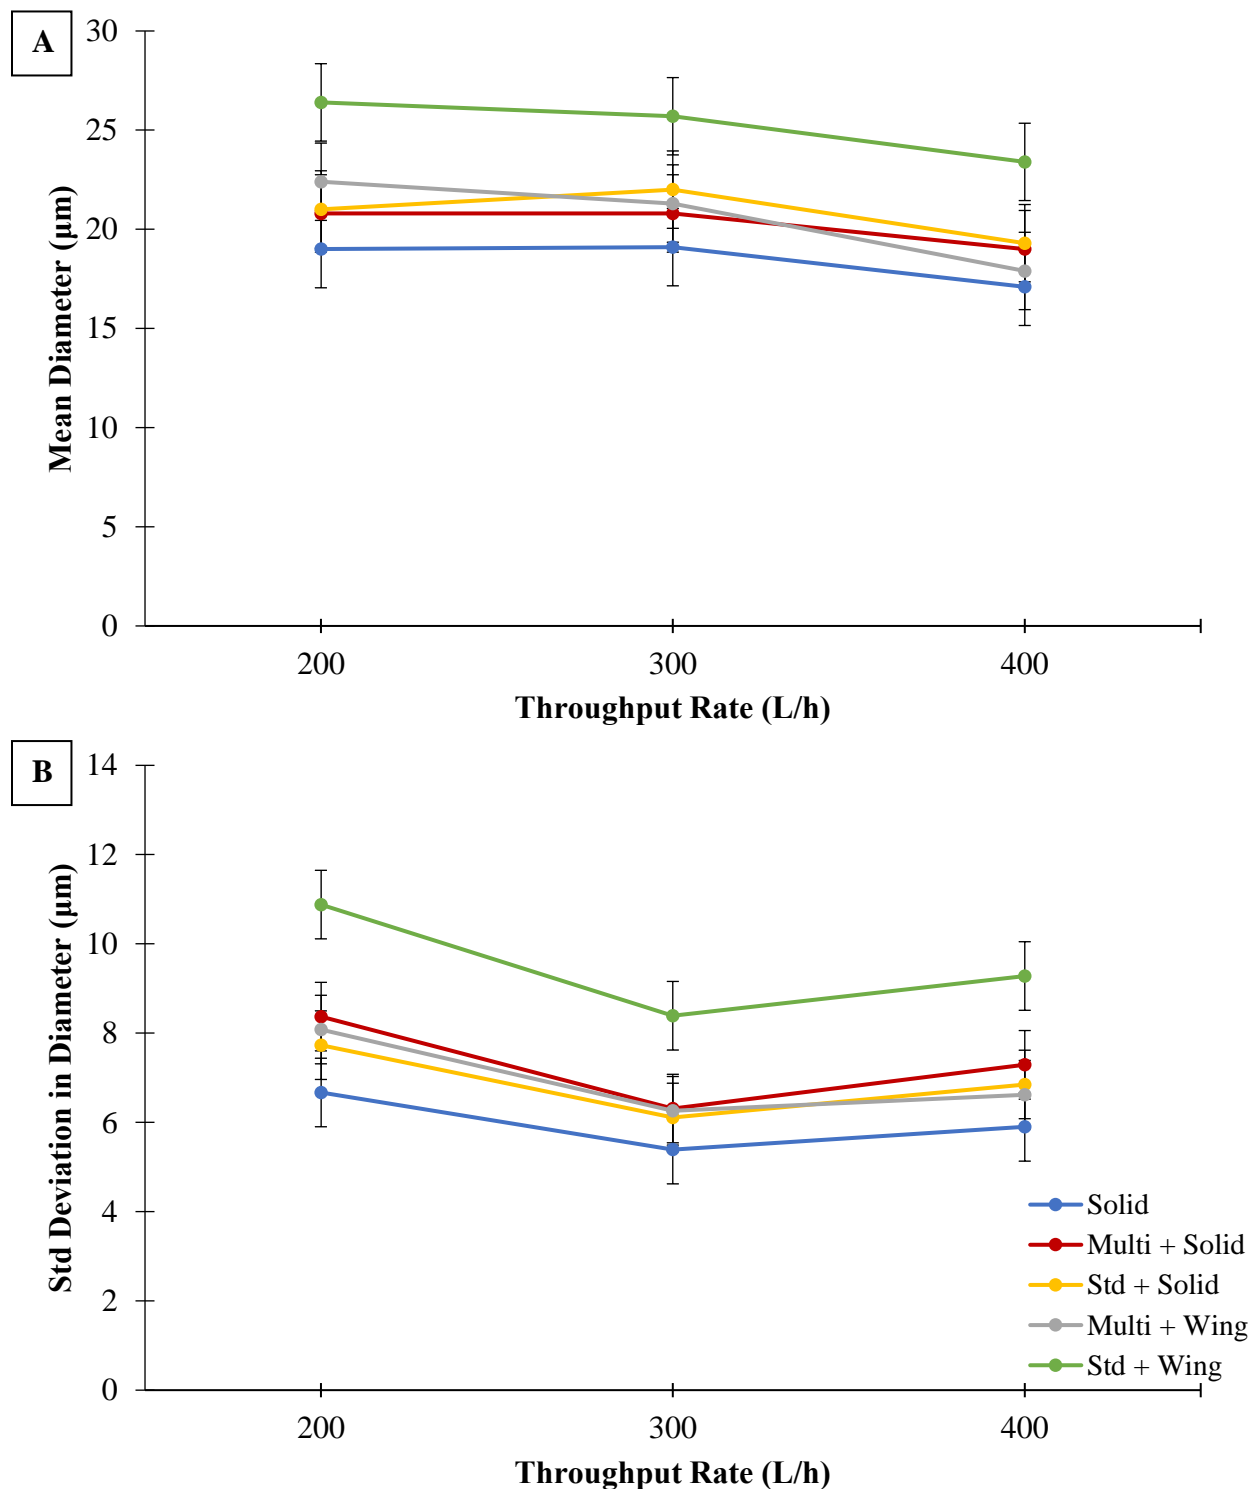 A
30
25
20
15
10
5
0
Mean Diameter (µm)
200 300 400
Throughput Rate (L/h)
B
14
12
10
8
6
4
2
0
Std Deviation in Diameter (µm)
Solid
Multi + Solid
Std + Solid
Multi + Wing
Std + Wing
200 300 400
Throughput Rate (L/h)